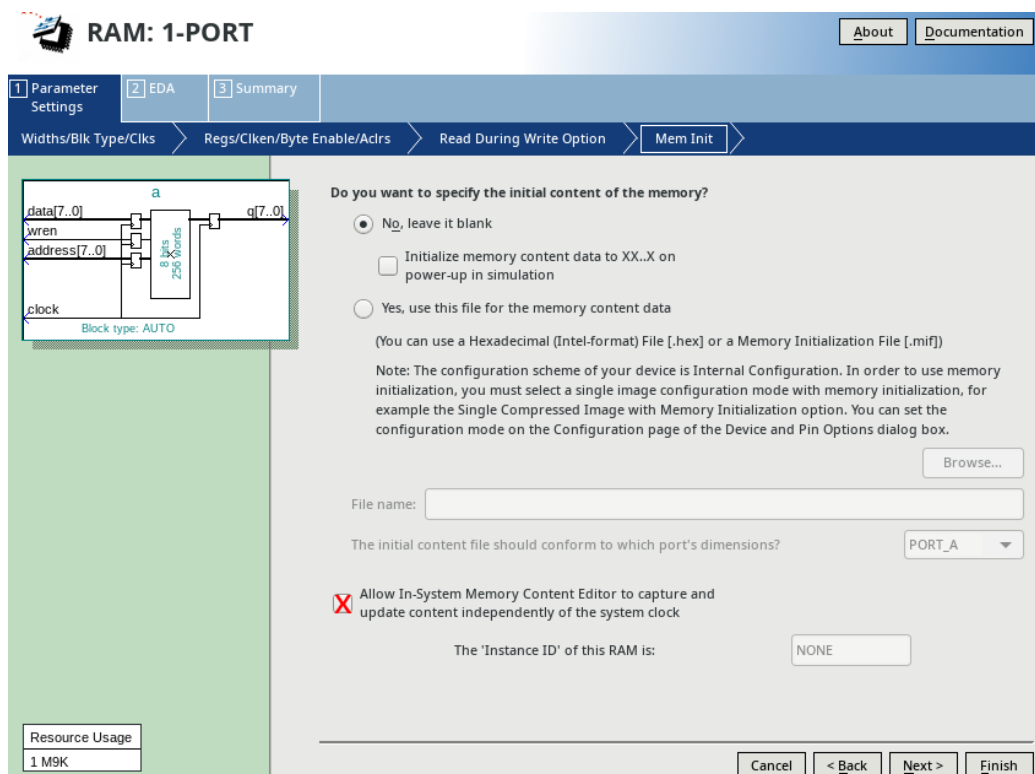 RAM: 1-PORT
About
Documentation
1 Parameter Settings
2 EDA
3 Summary
Widths/Blk Type/Clks
Regs/Clken/Byte Enable/Aclrs
Read During Write Option
Mem Init
a
data[7..0]
q[7..0]
wren
address[7..0]
8 bits
256 words
clock
Block type: AUTO
Do you want to specify the initial content of the memory?
No, leave it blank
Initialize memory content data to XX..X on
power-up in simulation
Yes, use this file for the memory content data
(You can use a Hexadecimal (Intel-format) File [.hex] or a Memory Initialization File [.mif])
Note: The configuration scheme of your device is Internal Configuration. In order to use memory
initialization, you must select a single image configuration mode with memory initialization, for
example the Single Compressed Image with Memory Initialization option. You can set the
configuration mode on the Configuration page of the Device and Pin Options dialog box.
Browse...
File name:
The initial content file should conform to which port's dimensions?
PORT_A
Allow In-System Memory Content Editor to capture and
update content independently of the system clock
The 'Instance ID' of this RAM is:
NONE
Resource Usage
1 M9K
Cancel
< Back
Next >
Finish